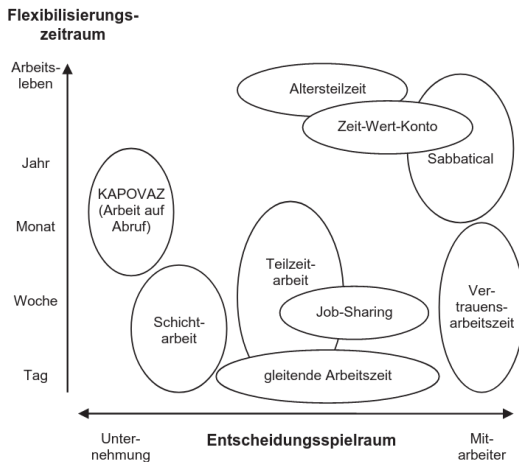 Flexibilisierungs-
zeitraum
Arbeits-
leben
Altersteilzeit
Zeit-Wert-Konto
Sabbatical
Jahr
KAPOVAZ
(Arbeit auf
Abruf)
Monat
Teilzeit-
arbeit
Ver-
trauens-
arbeitszeit
Woche
Job-Sharing
Schicht-
arbeit
Tag
gleitende Arbeitszeit
Unter-
nehmung
Entscheidungsspielraum
Mit-
arbeiter